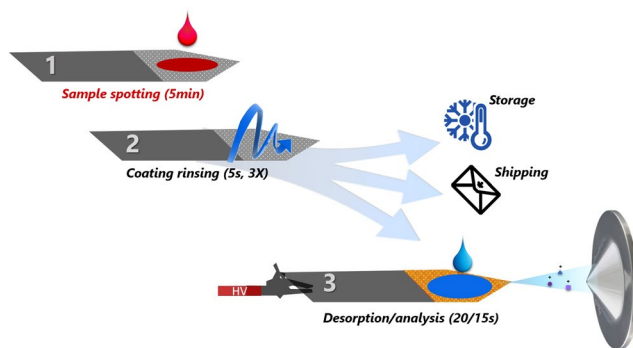 1
Sample spotting (5min)
Storage
2
Coating rinsing (5s, 3X)
Shipping
3
HV
Desorption/analysis (20/15s)